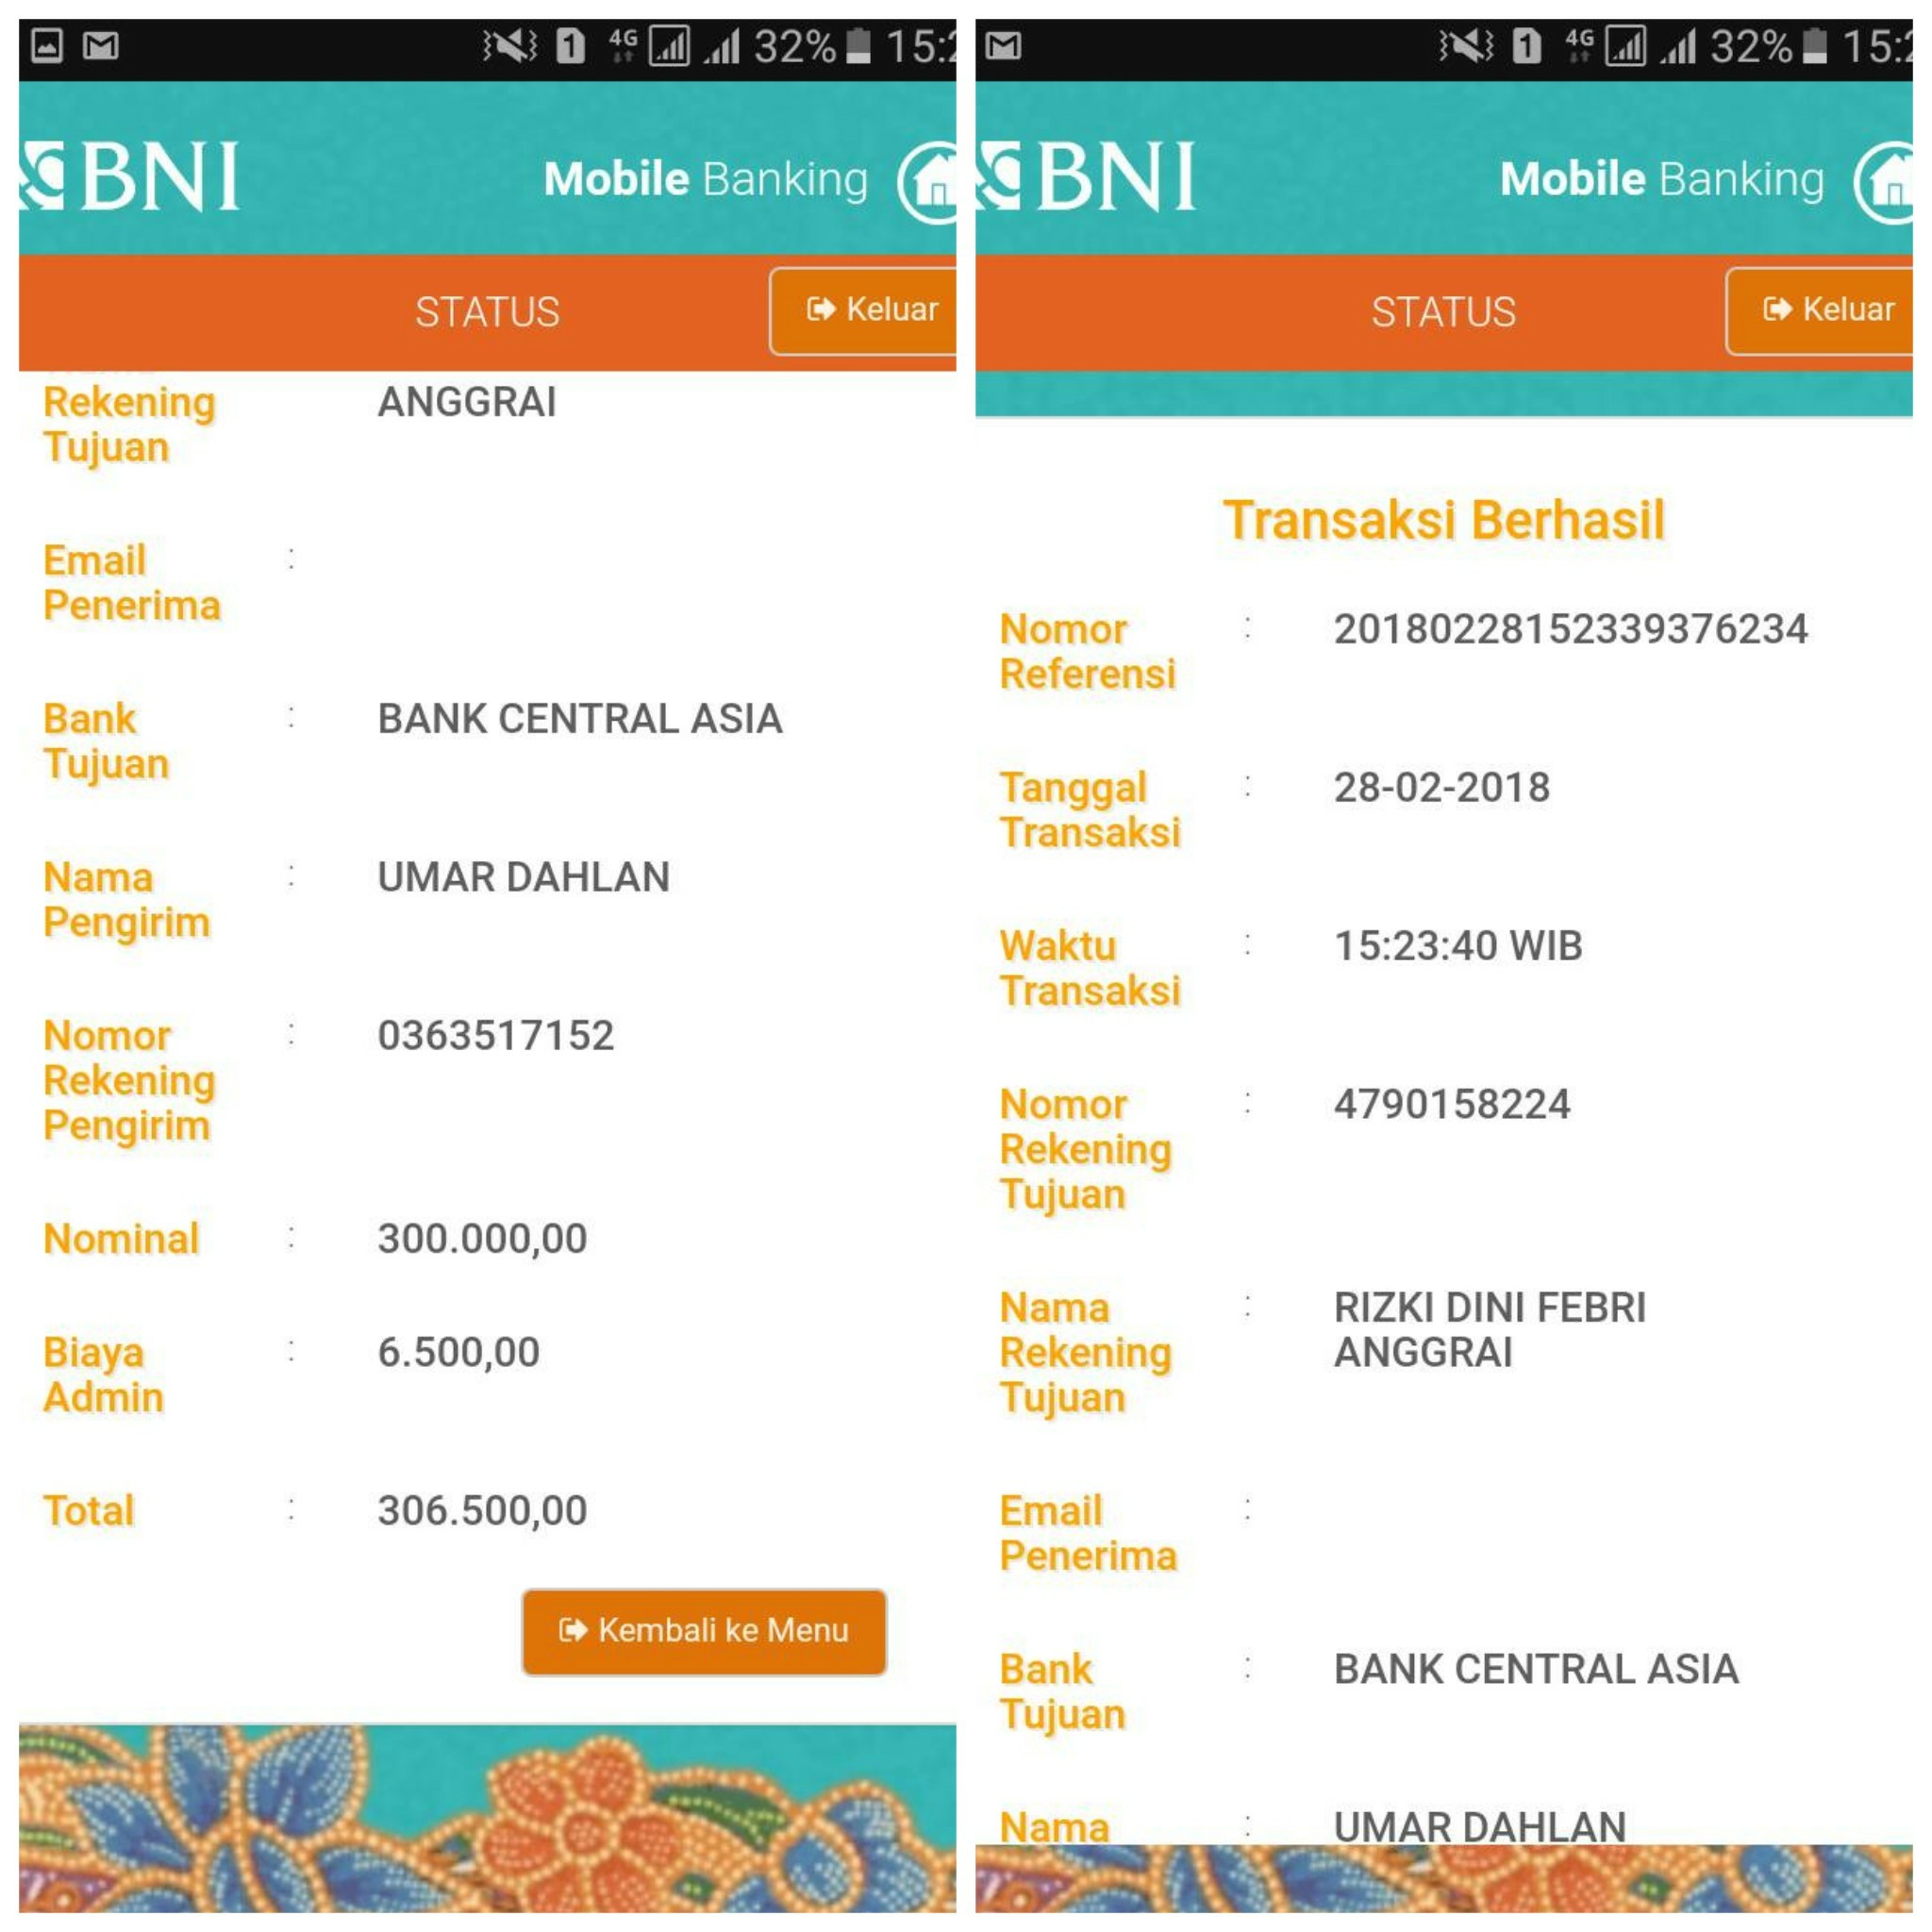 4G 32% 15:2
BNI
Mobile Banking
STATUS
Keluar
Rekening Tujuan ANGGRAI
Email Penerima :
Bank Tujuan : BANK CENTRAL ASIA
Nama Pengirim : UMAR DAHLAN
Nomor Rekening Pengirim : 0363517152
Nominal : 300.000,00
Biaya Admin : 6.500,00
Total : 306.500,00
Kembali ke Menu
4G 32% 15:2
BNI
Mobile Banking
STATUS
Keluar
Transaksi Berhasil
Nomor Referensi : 20180228152339376234
Tanggal Transaksi : 28-02-2018
Waktu Transaksi : 15:23:40 WIB
Nomor Rekening Tujuan : 4790158224
Nama Rekening Tujuan : RIZKI DINI FEBRI ANGGRAI
Email Penerima :
Bank Tujuan : BANK CENTRAL ASIA
Nama : UMAR DAHLAN